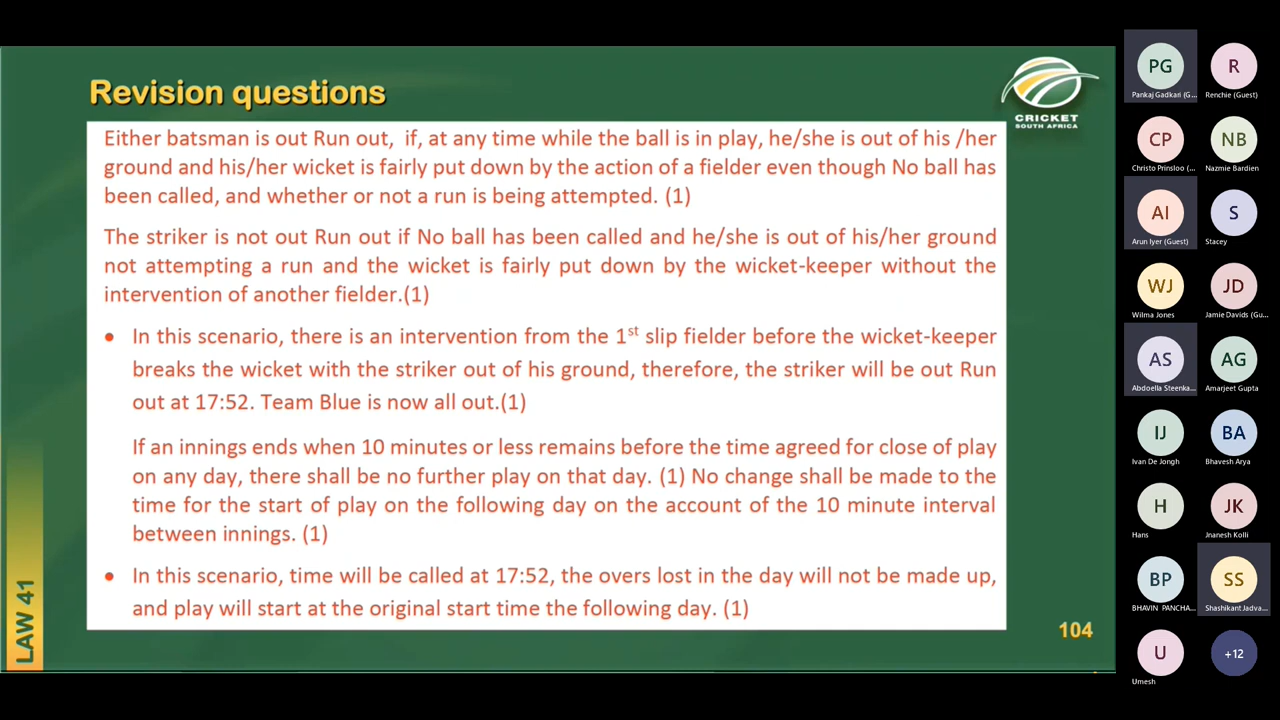 Revision questions
CRICKET
SOUTH AFRICA
Either batsman is out Run out, if, at any time while the ball is in play, he/she is out of his /her
ground and his/her wicket is fairly put down by the action of a fielder even though No ball has
been called, and whether or not a run is being attempted. (1)
The striker is not out Run out if No ball has been called and he/she is out of his/her ground
not attempting a run and the wicket is fairly put down by the wicket-keeper without the
intervention of another fielder.(1)
• In this scenario, there is an intervention from the 1st slip fielder before the wicket-keeper
breaks the wicket with the striker out of his ground, therefore, the striker will be out Run
out at 17:52. Team Blue is now all out.(1)
If an innings ends when 10 minutes or less remains before the time agreed for close of play
on any day, there shall be no further play on that day. (1) No change shall be made to the
time for the start of play on the following day on the account of the 10 minute interval
between innings. (1)
• In this scenario, time will be called at 17:52, the overs lost in the day will not be made up,
and play will start at the original start time the following day. (1)
LAW 41
104
PG
Pankaj Gadkari (G...
R
Renchie (Guest)
CP
Christo Prinsloo (...
NB
Nazmie Bardien
AI
Arun Iyer (Guest)
S
Stacey
WJ
Wilma Jones
JD
Jamie Davids (Gu...
AS
Abdoella Steenka...
AG
Amarjeet Gupta
IJ
Ivan De Jongh
BA
Bhavesh Arya
H
Hans
JK
Jnanesh Kolli
BP
BHAVIN PANCHA...
SS
Shashikant Jadva...
U
Umesh
+12